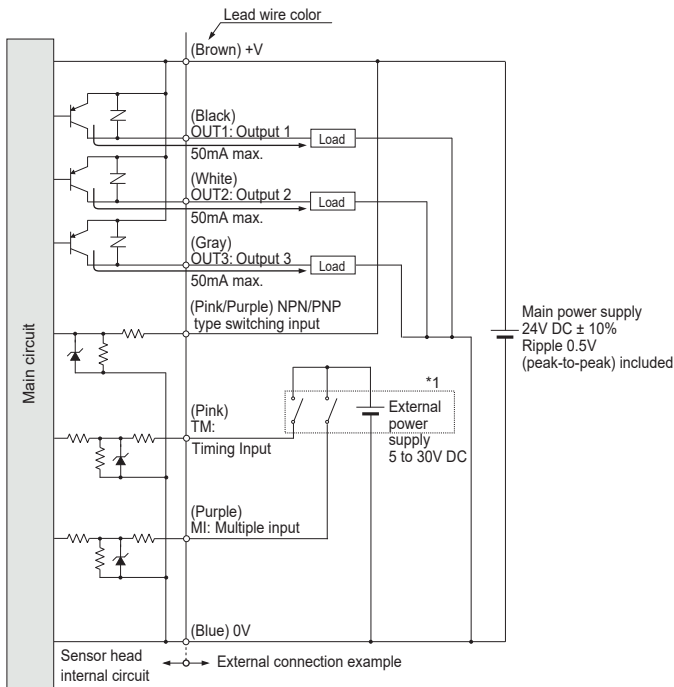 Lead wire color
(Brown) +V
(Black)
OUT1: Output 1
Load
50mA max.
(White)
OUT2: Output 2
Load
50mA max.
(Gray)
OUT3: Output 3
Load
50mA max.
(Pink/Purple) NPN/PNP
type switching input
Main circuit
Main power supply
24V DC ± 10%
Ripple 0.5V
(peak-to-peak) included
*1
External
power
supply
5 to 30V DC
(Pink)
TM:
Timing Input
(Purple)
MI: Multiple input
(Blue) 0V
Sensor head
internal circuit
External connection example